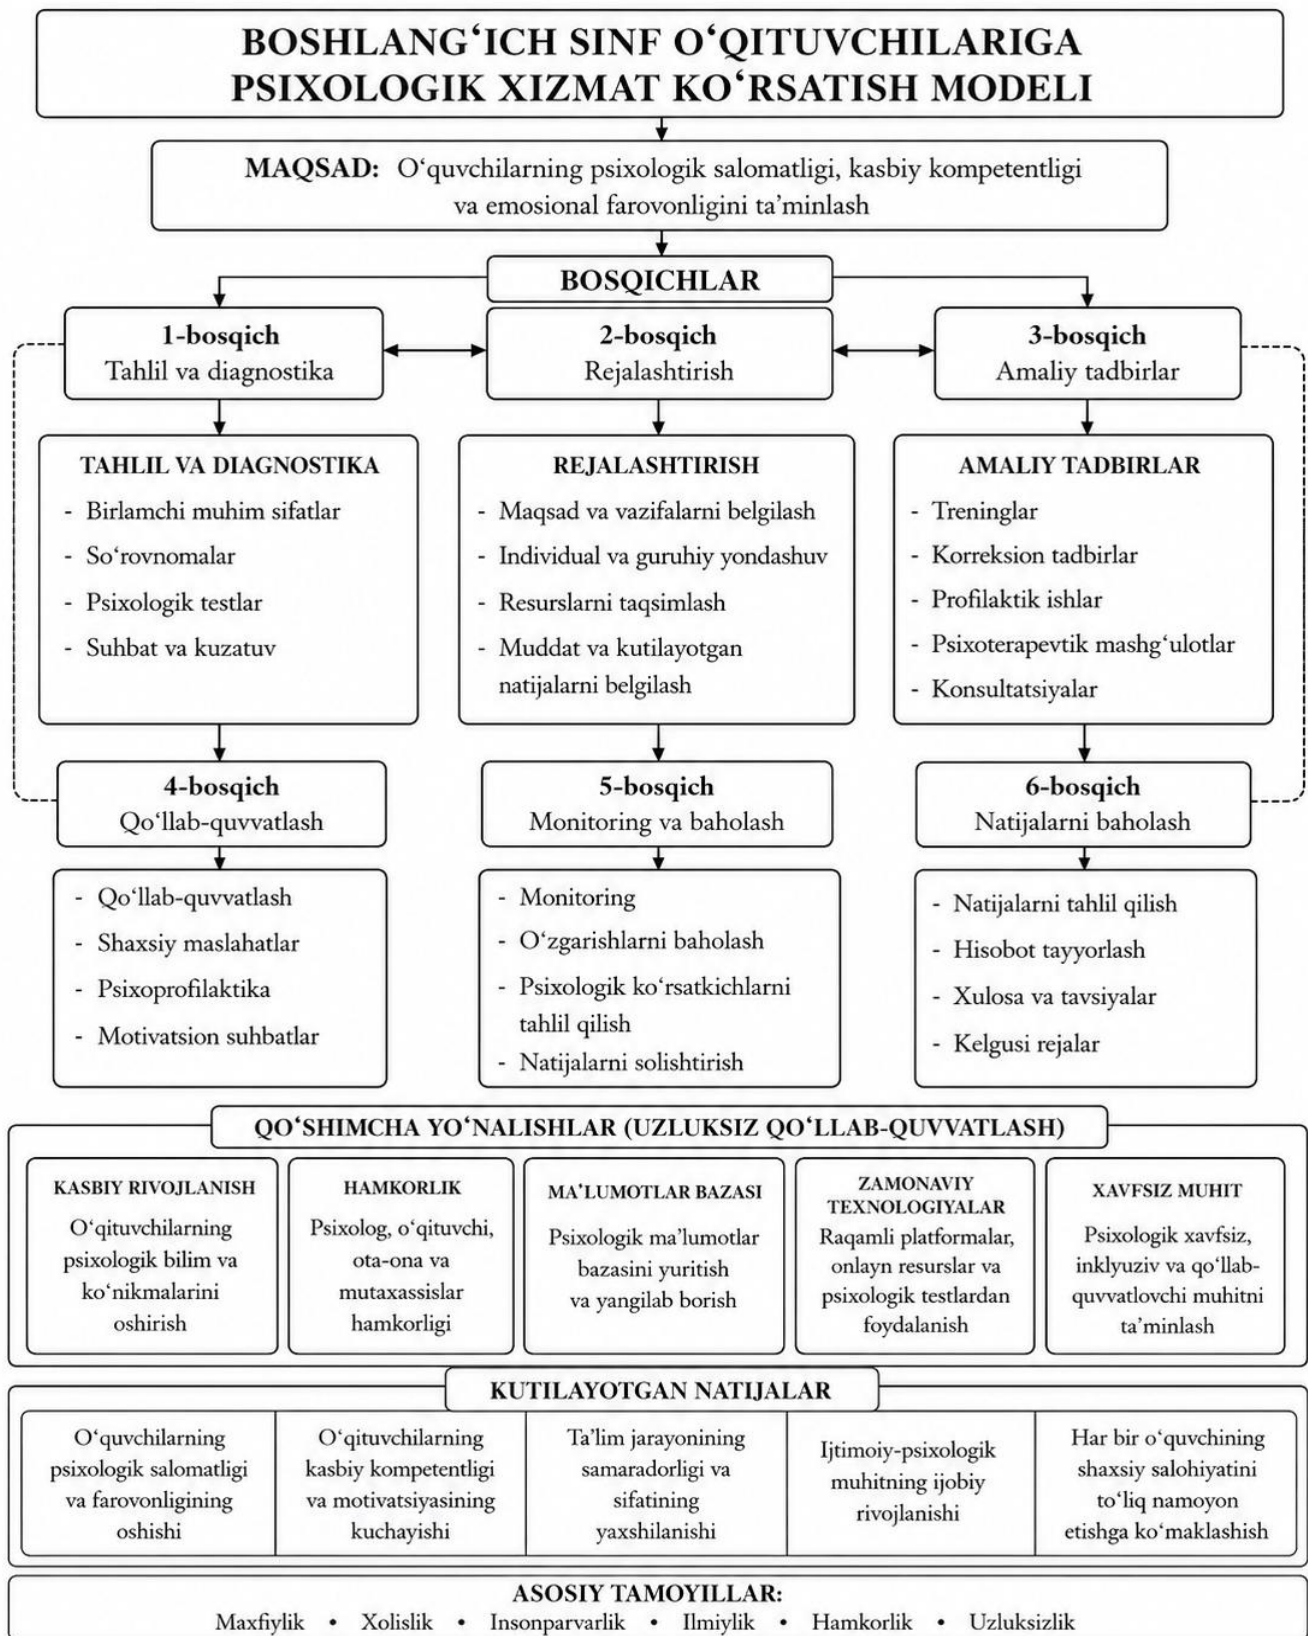 BOSHLANG‘ICH SINF O‘QITUVCHILARIGA
PSIXOLOGIK XIZMAT KO‘RSATISH MODELI
MAQSAD: O‘quvchilarning psixologik salomatligi, kasbiy kompetentligi
va emosional farovonligini ta’minlash
BOSQICHLAR
1-bosqich
Tahlil va diagnostika
2-bosqich
Rejalashtirish
3-bosqich
Amaliy tadbirlar
TAHLIL VA DIAGNOSTIKA
- Birlamchi muhim sifatlar
- So‘rovnomalar
- Psixologik testlar
- Suhbat va kuzatuv
REJALASHTIRISH
- Maqsad va vazifalarni belgilash
- Individual va guruhiy yondashuv
- Resurslarni taqsimlash
- Muddat va kutilayotgan
natijalarni belgilash
AMALIY TADBIRLAR
- Treninglar
- Korreksion tadbirlar
- Profilaktik ishlar
- Psixoterapevtik mashg‘ulotlar
- Konsultatsiyalar
4-bosqich
Qo‘llab-quvvatlash
5-bosqich
Monitoring va baholash
6-bosqich
Natijalarni baholash
- Qo‘llab-quvvatlash
- Shaxsiy maslahatlar
- Psixoprofilaktika
- Motivatsion suhbatlar
- Monitoring
- O‘zgarishlarni baholash
- Psixologik ko‘rsatkichlarni
tahlil qilish
- Natijalarni solishtirish
- Natijalarni tahlil qilish
- Hisobot tayyorlash
- Xulosa va tavsiyalar
- Kelgusi rejalar
QO‘SHIMCHA YO‘NALISHLAR (UZLUKSIZ QO‘LLAB-QUVVATLASH)
KASBIY RIVOJLANISH
O‘qituvchilarning
psixologik bilim va
ko‘nikmalarini
oshirish
HAMKORLIK
Psixolog, o‘qituvchi,
ota-ona va
mutaxassislar
hamkorligi
MA‘LUMOTLAR BAZASI
Psixologik ma’lumotlar
bazasini yuritish
va yangilab borish
ZAMONAVIY
TEXNOLOGIYALAR
Raqamli platformalar,
onlayn resurslar va
psixologik testlardan
foydalanish
XAVFSIZ MUHIT
Psixologik xavfsiz,
inklyuziv va qo‘llab-
quvvatlovchi muhitni
ta’minlash
KUTILAYOTGAN NATIJALAR
O‘quvchilarning
psixologik salomatligi
va farovonligining
oshishi
O‘qituvchilarning
kasbiy kompetentligi
va motivatsiyasining
kuchayishi
Ta’lim jarayonining
samaradorligi va
sifatining
yaxshilanishi
Ijtimoiy-psixologik
muhitning ijobiy
rivojlanishi
Har bir o‘quvchining
shaxsiy salohiyatini
to‘liq namoyon
etishga ko‘maklashish
ASOSIY TAMOYILLAR:
Maxfiylik • Xolislik • Insonparvarlik • Ilmiylik • Hamkorlik • Uzluksizlik